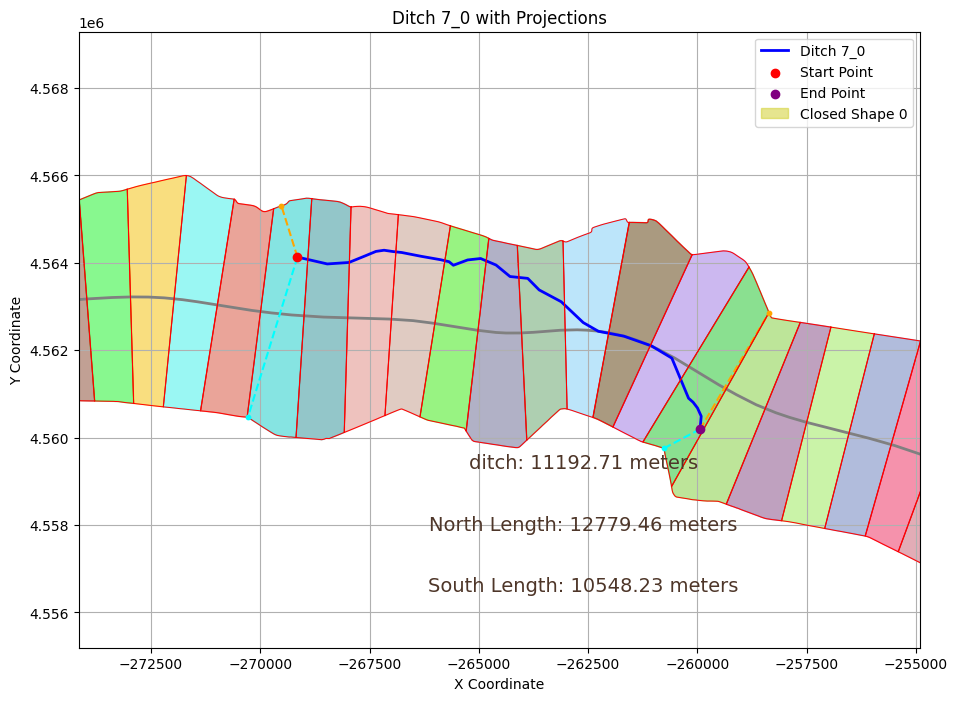 Ditch 7_0 with Projections
1e6
4.568
4.566
4.564
4.562
4.560
4.558
4.556
Y Coordinate
Ditch 7_0
Start Point
End Point
Closed Shape 0
ditch: 11192.71 meters
North Length: 12779.46 meters
South Length: 10548.23 meters
−272500
−270000
−267500
−265000
−262500
−260000
−257500
−255000
X Coordinate